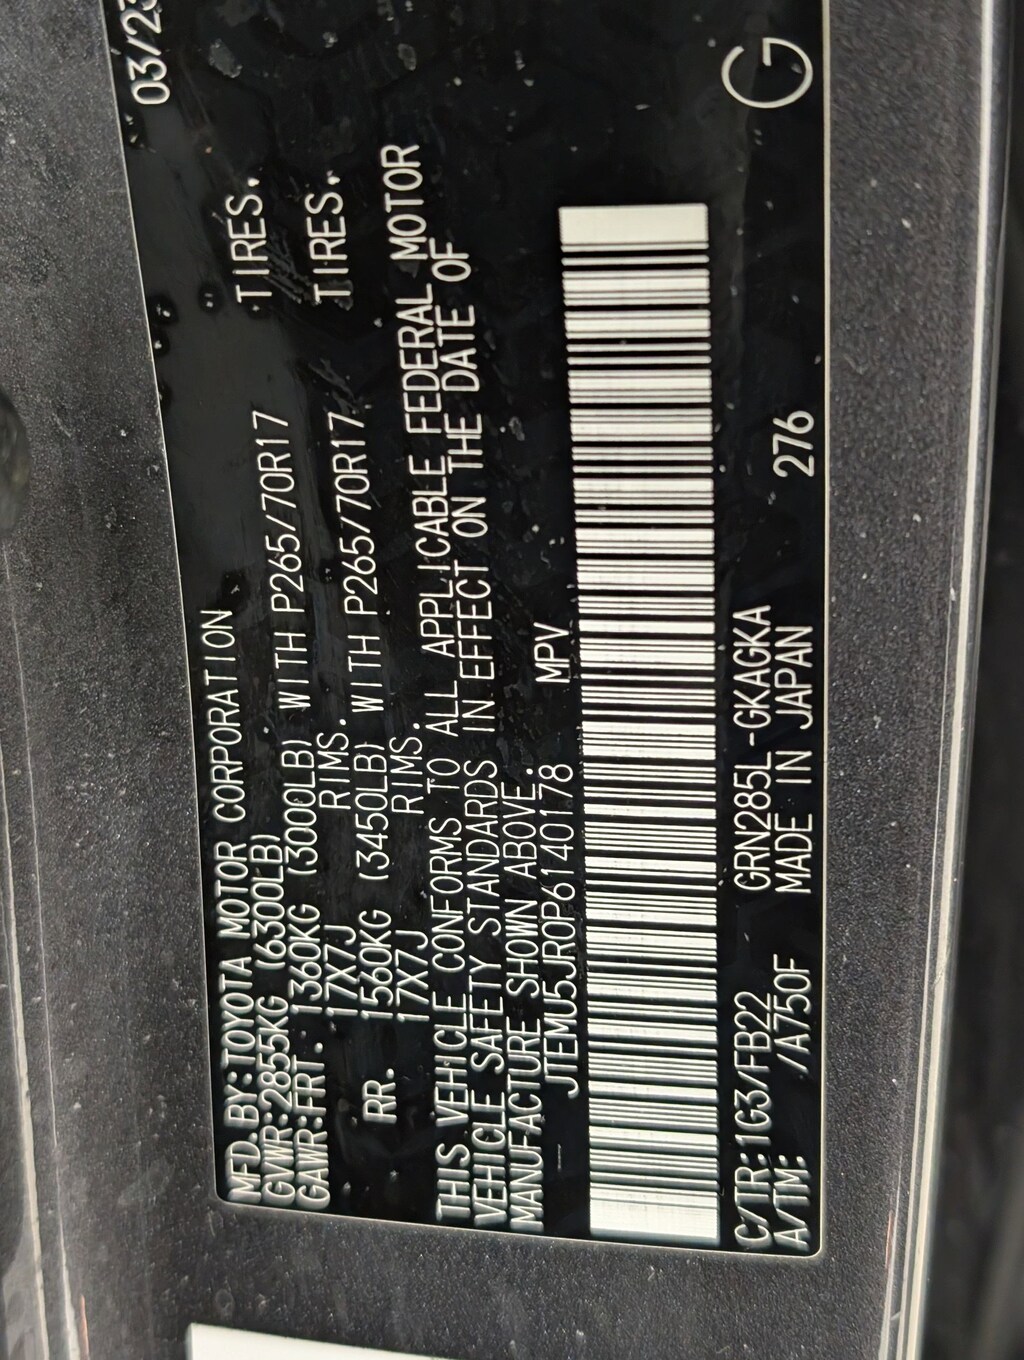 MFD. BY: TOYOTA MOTOR CORPORATION 03/23
GVWR: 2855KG (6300LB)
GAWR: FRT. 1360KG (3000LB) WITH P265/70R17 TIRES.
17X7J RIMS.
RR. 1560KG (3450LB) WITH P265/70R17 TIRES.
17X7J RIMS.
THIS VEHICLE CONFORMS TO ALL APPLICABLE FEDERAL MOTOR
VEHICLE SAFETY STANDARDS IN EFFECT ON THE DATE OF
MANUFACTURE SHOWN ABOVE.
JTEMU5JR0P6140178 MPV
C/TR: 1G3/FB22 GRN285L-GKAGKA
A/TM: /A750F MADE IN JAPAN 276 G